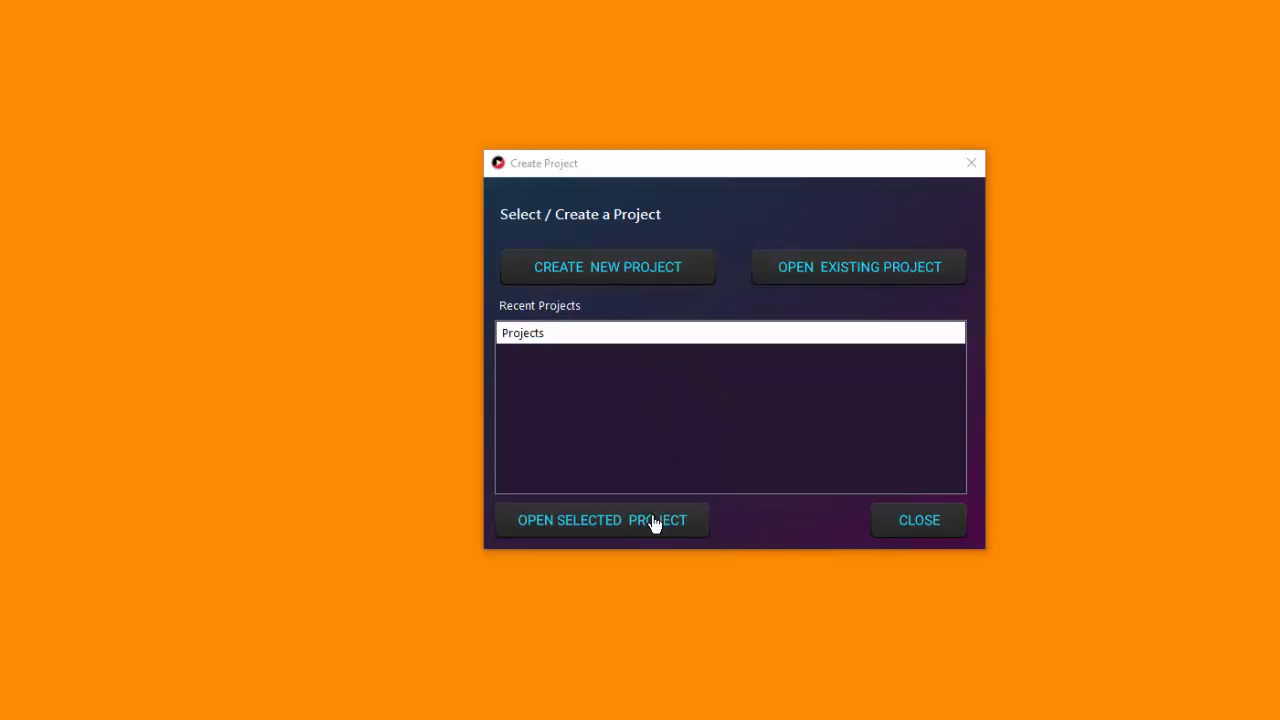 Create Project
Select / Create a Project
CREATE NEW PROJECT
OPEN EXISTING PROJECT
Recent Projects
Projects
OPEN SELECTED PROJECT
CLOSE